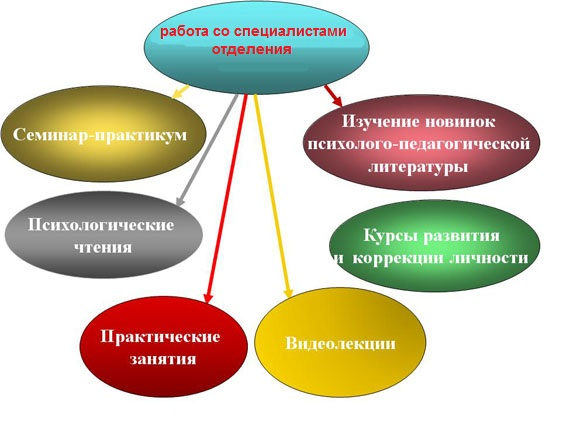 работа со специалистами
отделения
Семинар-практикум
Изучение новинок
психолого-педагогической
литературы
Психологические
чтения
Курсы развития
и коррекции личности
Практические
занятия
Видеолекции